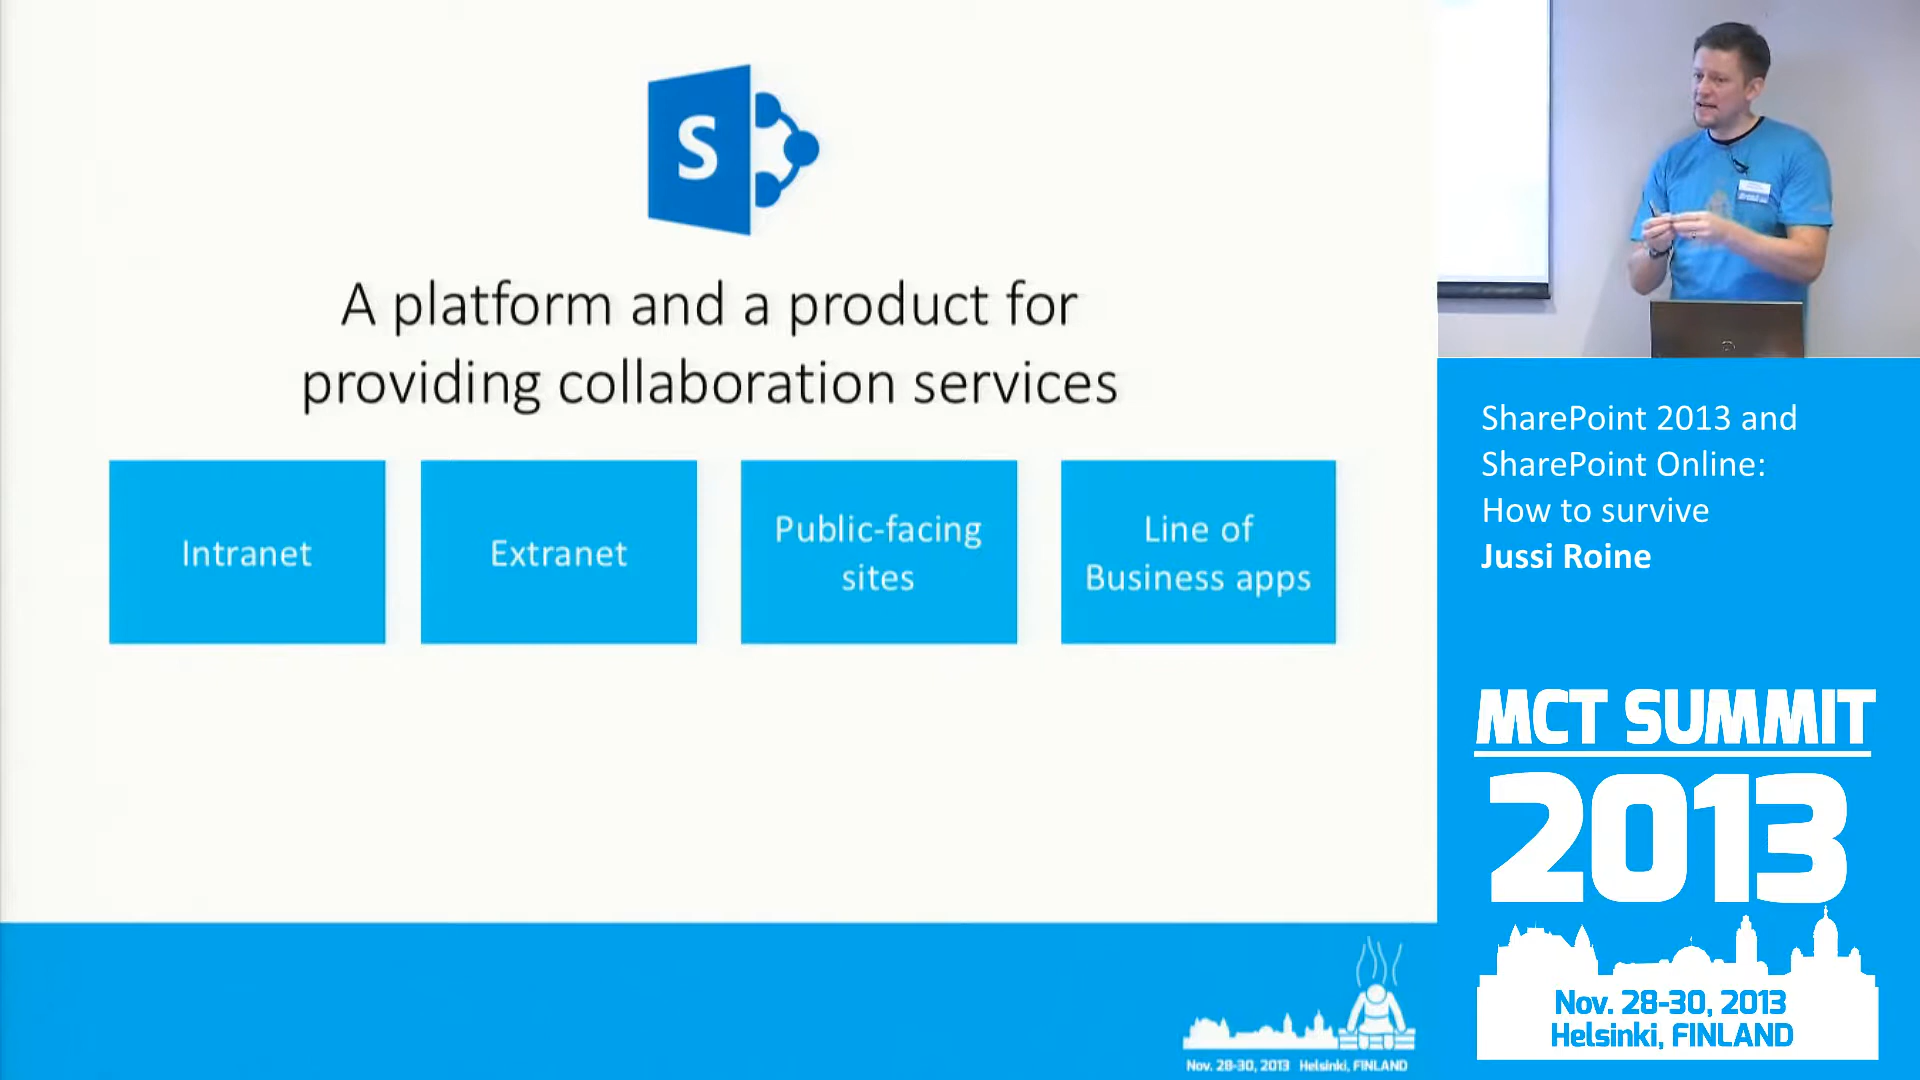 S
A platform and a product for
providing collaboration services
Intranet
Extranet
Public-facing
sites
Line of
Business apps
Nov. 28-30, 2013 Helsinki, FINLAND
SharePoint 2013 and
SharePoint Online:
How to survive
Jussi Roine
MCT SUMMIT
2013
Nov. 28-30, 2013
Helsinki, FINLAND